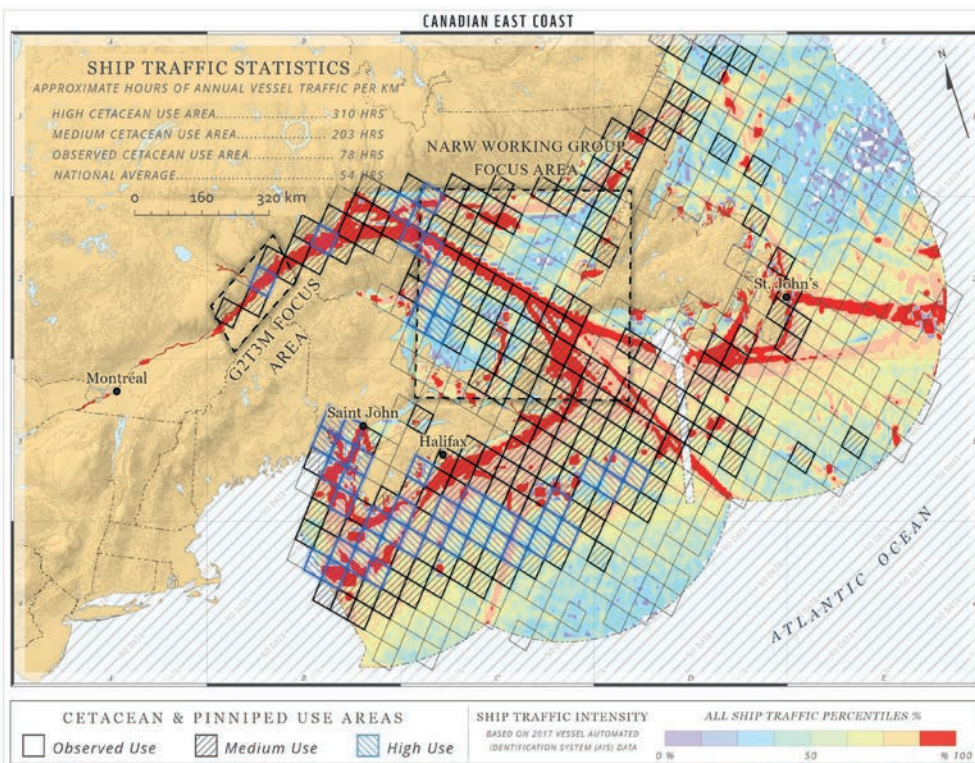 CANADIAN EAST COAST
SHIP TRAFFIC STATISTICS
APPROXIMATE HOURS OF ANNUAL VESSEL TRAFFIC PER KM²
HIGH CETACEAN USE AREA.......................... 310 HRS
MEDIUM CETACEAN USE AREA..................... 203 HRS
OBSERVED CETACEAN USE AREA.................. 78 HRS
NATIONAL AVERAGE................................... 54 HRS
0 160 320 km
NARW WORKING GROUP
FOCUS AREA
N
G2T3M FOCUS
AREA
St. John's
Montréal
Saint John
Halifax
ATLANTIC OCEAN
NO DATA
A B C D E
1
2
A B D E
CETACEAN & PINNIPED USE AREAS
Observed Use
Medium Use
High Use
SHIP TRAFFIC INTENSITY
BASED ON 2017 VESSEL AUTOMATED
IDENTIFICATION SYSTEM (AIS) DATA
ALL SHIP TRAFFIC PERCENTILES %
0 % 50 % 100